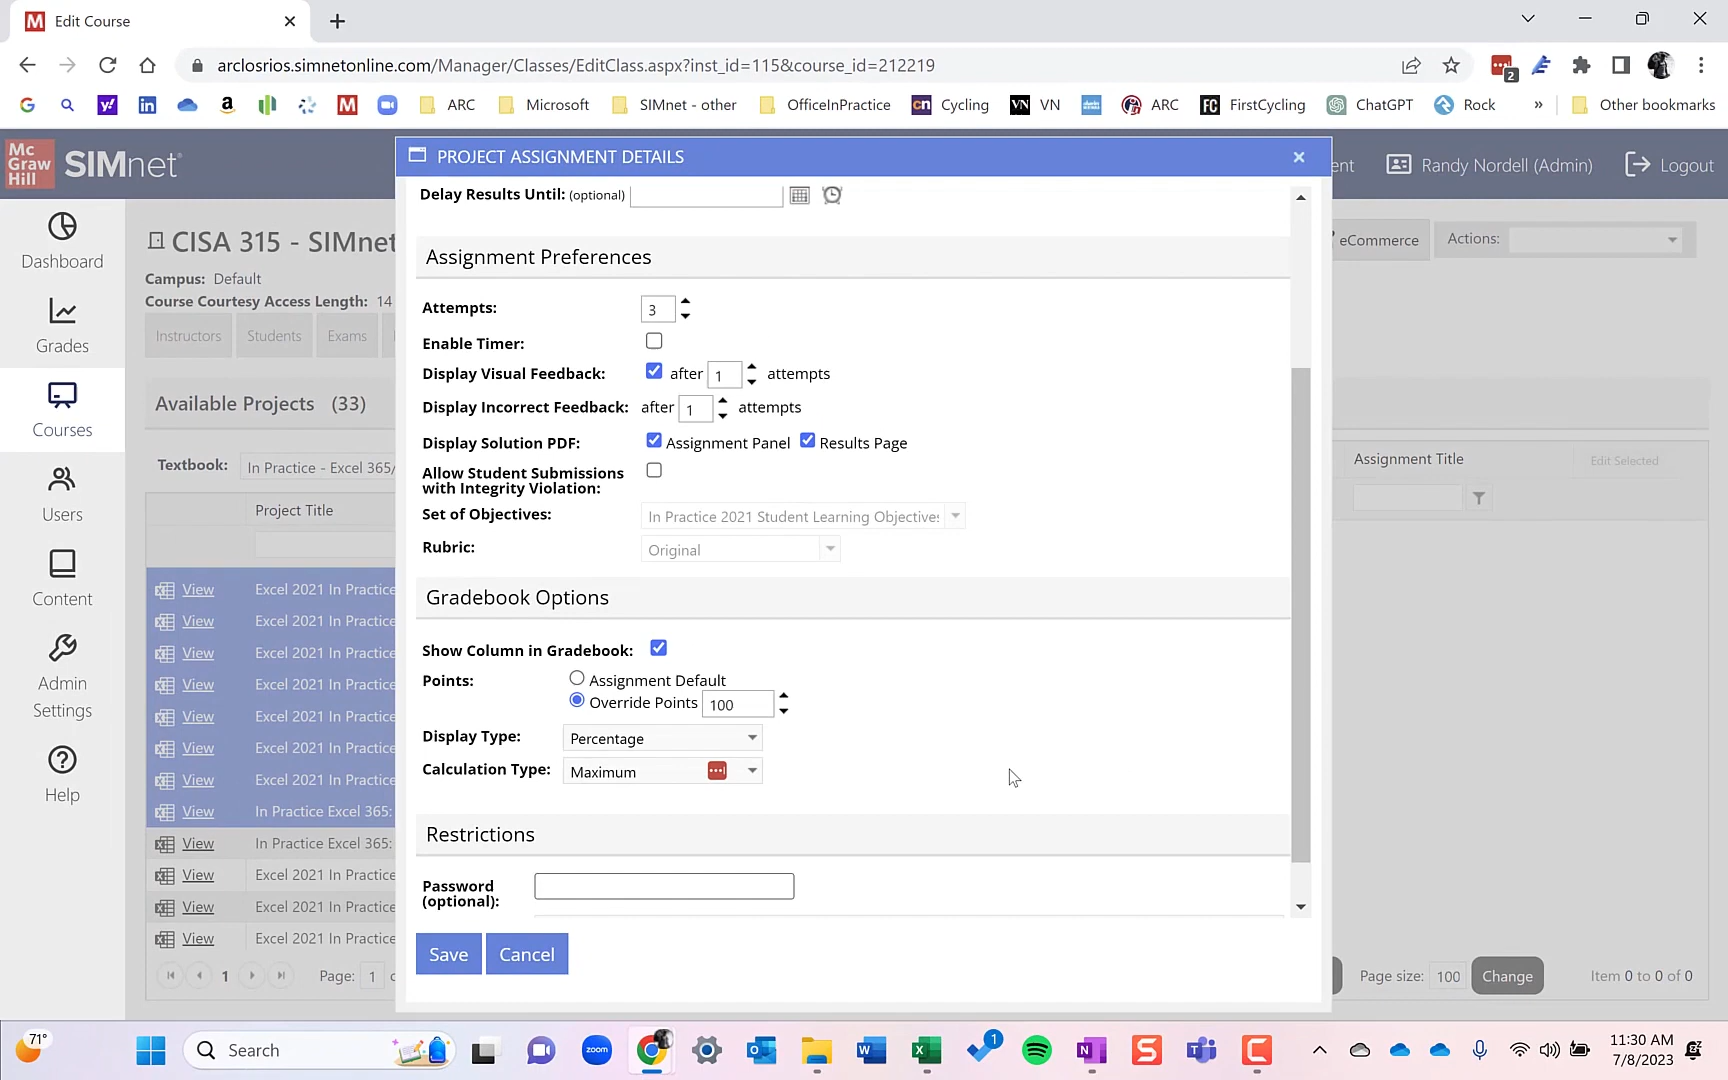 Edit Course
arclosrios.simnetonline.com/Manager/Classes/EditClass.aspx?inst_id=115&course_id=212219
2
ARC Microsoft SIMnet - other OfficeInPractice Cycling VN ARC FirstCycling ChatGPT Rock » Other bookmarks
Mc
Graw
Hill
SIMnet
PROJECT ASSIGNMENT DETAILS
ent Randy Nordell (Admin) Logout
Dashboard
Grades
Courses
Users
Content
Admin
Settings
Help
CISA 315 - SIMnet
Campus: Default
Course Courtesy Access Length: 14
Instructors Students Exams
eCommerce Actions:
Available Projects (33)
Textbook: In Practice - Excel 365/
Project Title
View Excel 2021 In Practice
View Excel 2021 In Practice
View Excel 2021 In Practice
View Excel 2021 In Practice
View Excel 2021 In Practice
View Excel 2021 In Practice
View Excel 2021 In Practice
View In Practice Excel 365:
View In Practice Excel 365:
View Excel 2021 In Practice
View Excel 2021 In Practice
View Excel 2021 In Practice
1 Page: 1
Delay Results Until: (optional)
Assignment Preferences
Attempts: 3
Enable Timer:
Display Visual Feedback: after 1 attempts
Display Incorrect Feedback: after 1 attempts
Display Solution PDF: Assignment Panel Results Page
Allow Student Submissions
with Integrity Violation:
Set of Objectives: In Practice 2021 Student Learning Objectives
Rubric: Original
Gradebook Options
Show Column in Gradebook:
Points: Assignment Default
Override Points 100
Display Type: Percentage
Calculation Type: Maximum
Restrictions
Password
(optional):
Save Cancel
Assignment Title Edit Selected
Page size: 100 Change Item 0 to 0 of 0
71°
Search
zoom
1
11:30 AM
7/8/2023